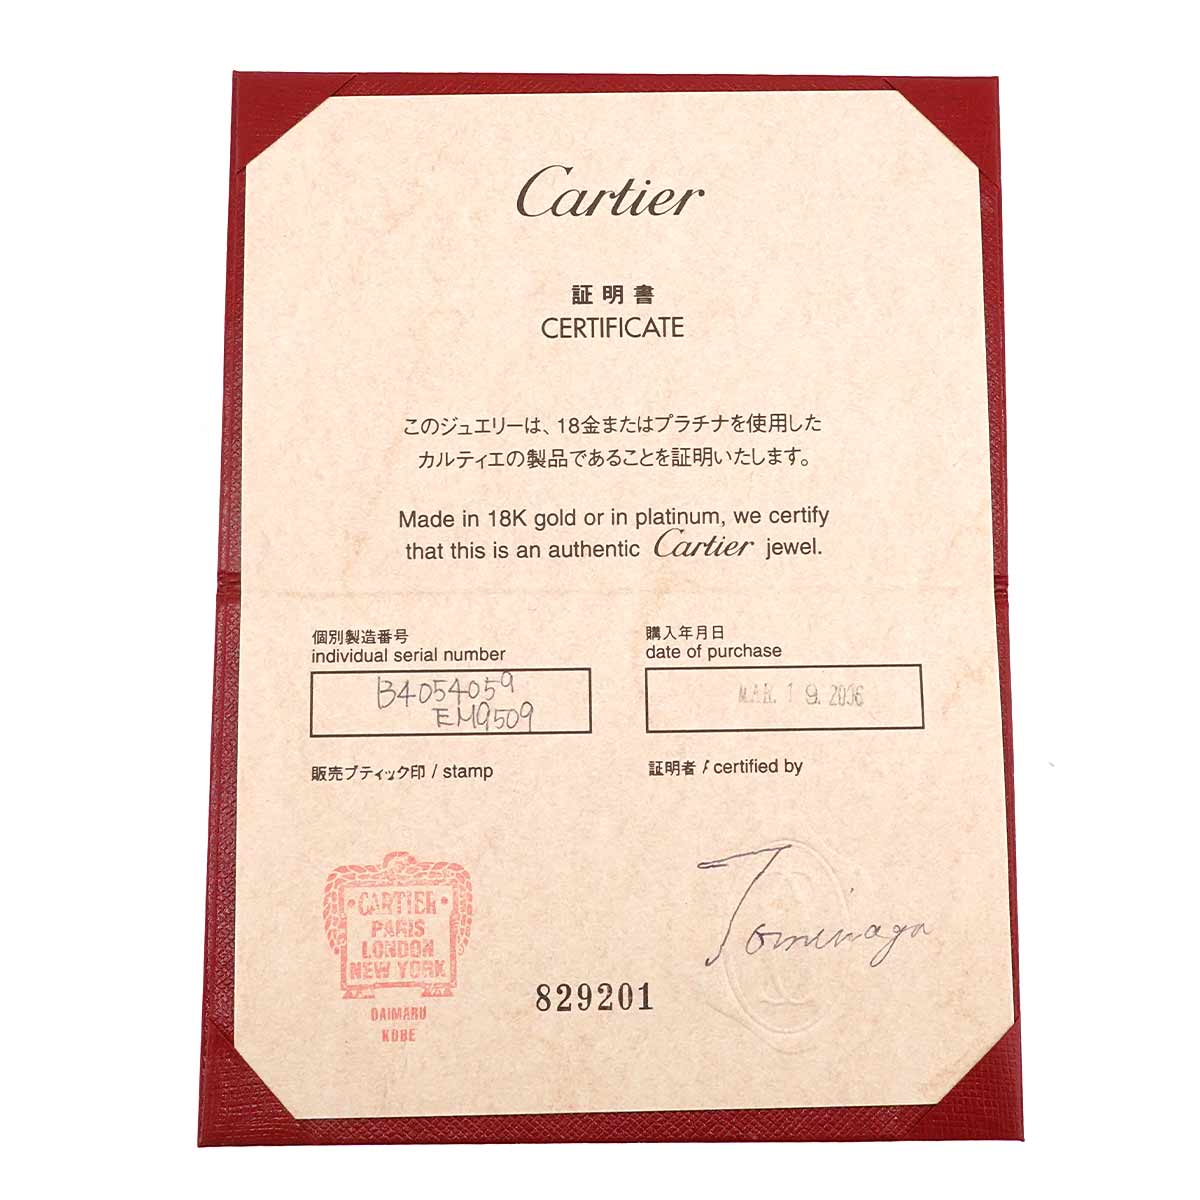 Cartier
証明書
CERTIFICATE
このジュエリーは、18金またはプラチナを使用した
カルティエの製品であることを証明いたします。
Made in 18K gold or in platinum, we certify
that this is an authentic Cartier jewel.
個別製造番号
individual serial number
B4054059
EM9509
購入年月日
date of purchase
MAR. 19. 2006
販売ブティック印 / stamp
証明者 / certified by
CARTIER
PARIS
LONDON
NEW YORK
DAIMARU
KOBE
829201
Tominaga